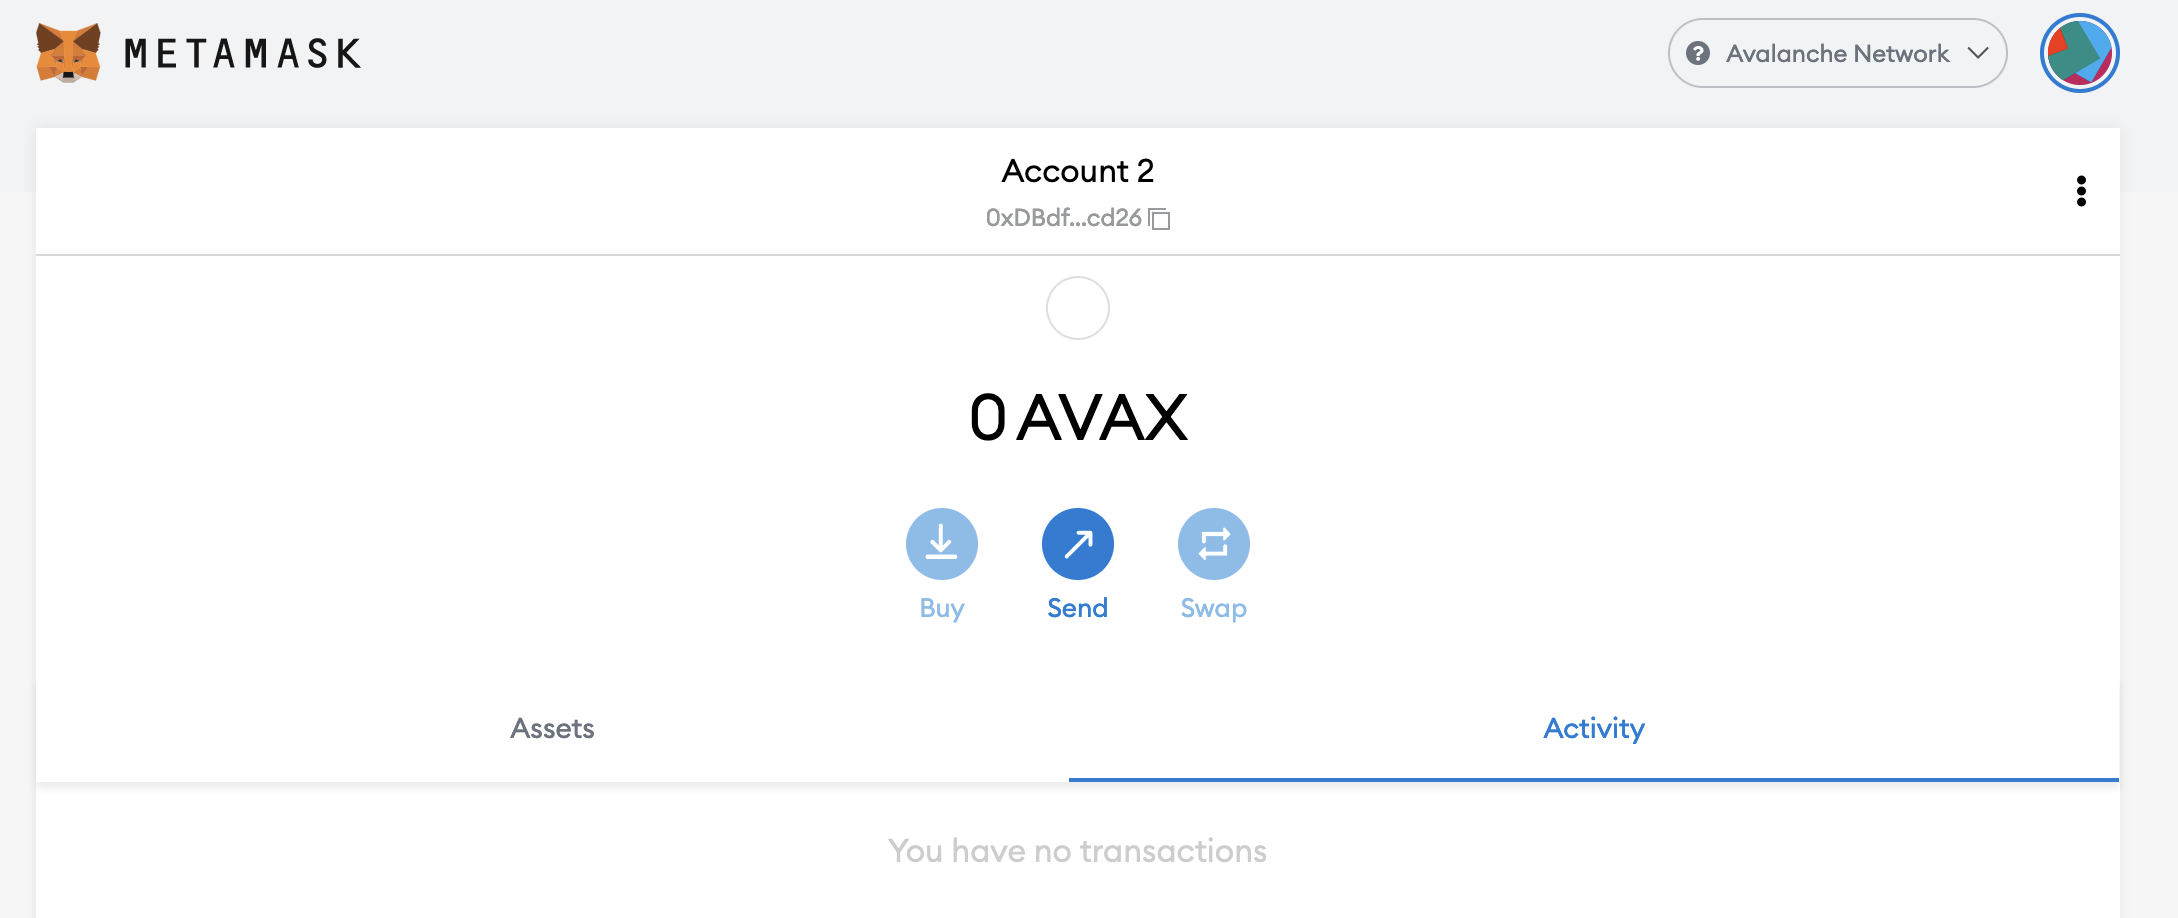 METAMASK
Avalanche Network
Account 2
0xDBdf...cd26
0 AVAX
Buy
Send
Swap
Assets
Activity
You have no transactions